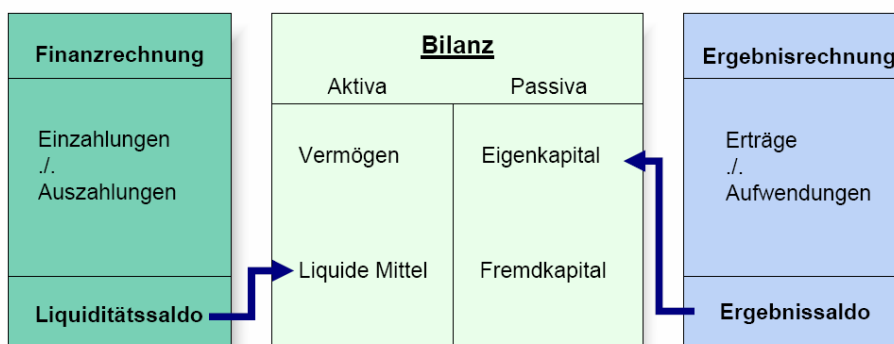 Finanzrechnung
Einzahlungen
./.
Auszahlungen
Liquiditätssaldo
Bilanz
Aktiva Passiva
Vermögen Eigenkapital
Liquide Mittel Fremdkapital
Ergebnisrechnung
Erträge
./.
Aufwendungen
Ergebnissaldo